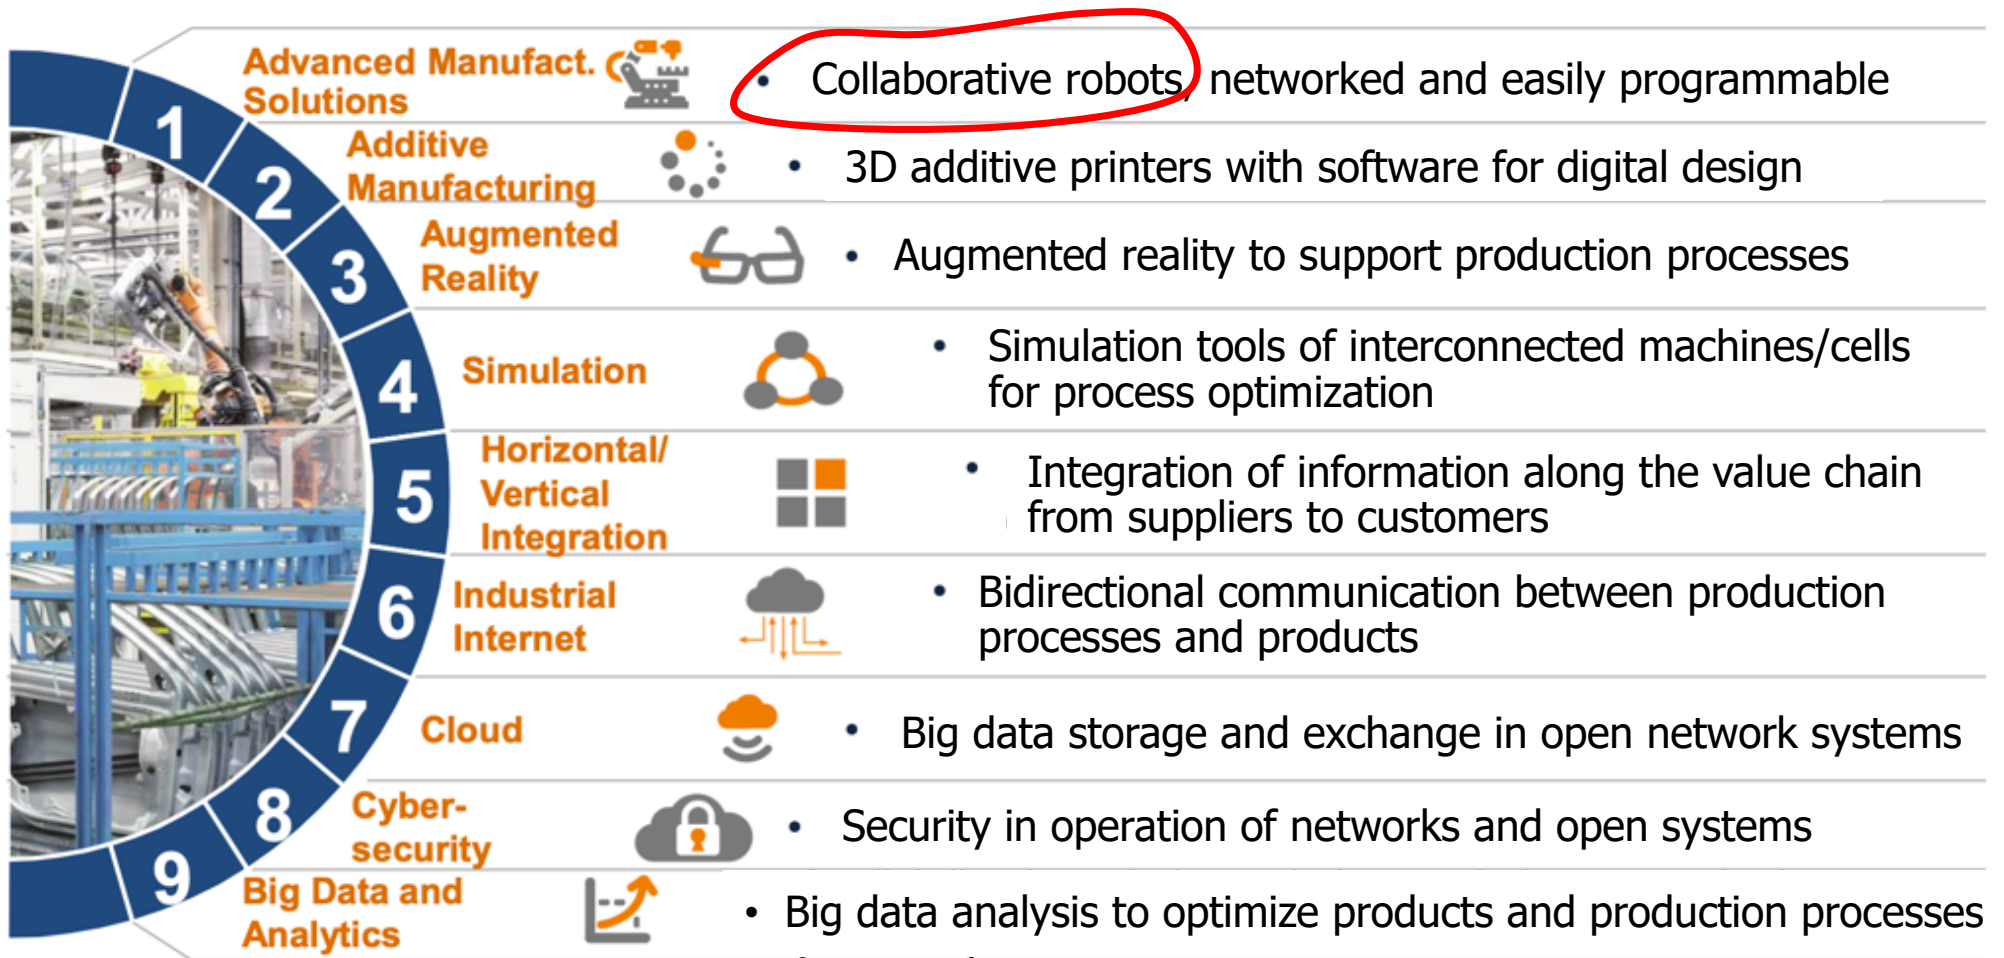 1
Advanced Manufact.
Solutions
• Collaborative robots, networked and easily programmable
2
Additive
Manufacturing
• 3D additive printers with software for digital design
3
Augmented
Reality
• Augmented reality to support production processes
4
Simulation
• Simulation tools of interconnected machines/cells
for process optimization
5
Horizontal/
Vertical
Integration
• Integration of information along the value chain
from suppliers to customers
6
Industrial
Internet
• Bidirectional communication between production
processes and products
7
Cloud
• Big data storage and exchange in open network systems
8
Cyber-
security
• Security in operation of networks and open systems
9
Big Data and
Analytics
• Big data analysis to optimize products and production processes